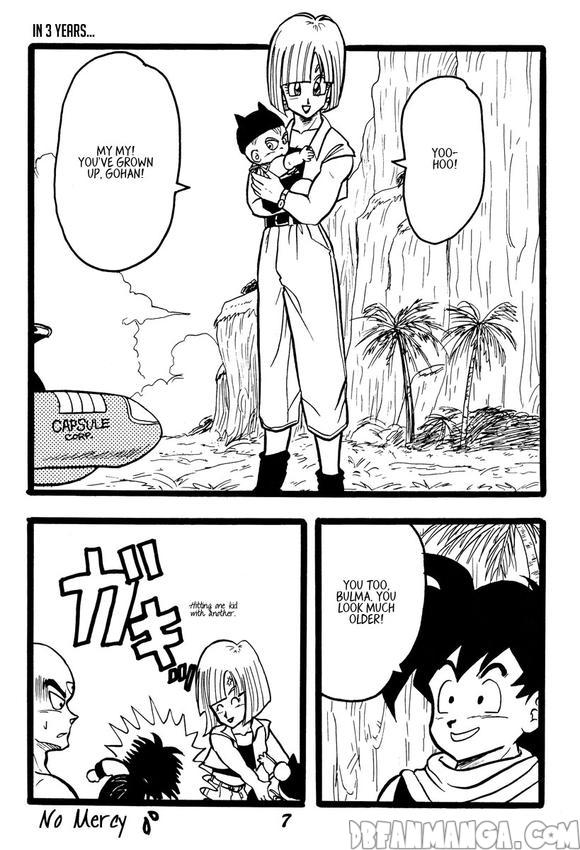 IN 3 YEARS...
YOO-
HOO!
MY MY!
YOU'VE GROWN
UP, GOHAN!
CAPSULE
CORP.
YOU TOO,
BULMA. YOU
LOOK MUCH
OLDER!
ガキッ
Hitting one kid
with another.
No Mercy
7
DBFANMANGA.COM